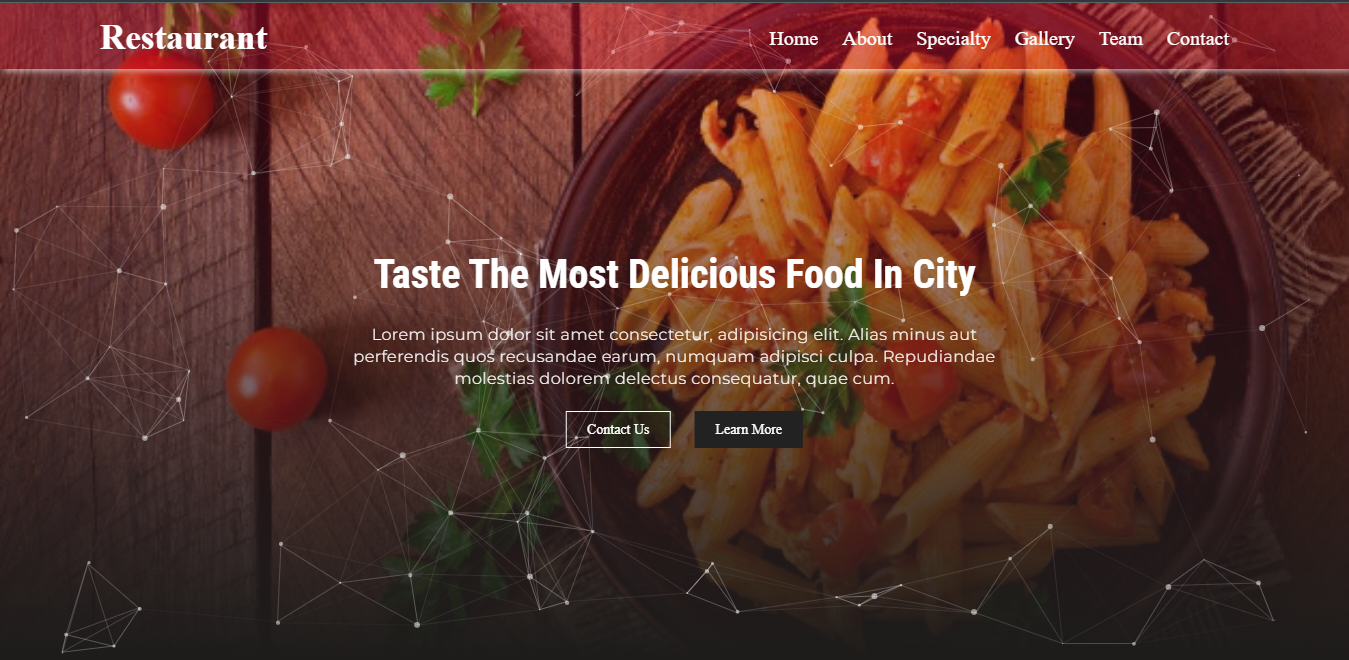 Restaurant
Home About Specialty Gallery Team Contact
Taste The Most Delicious Food In City
Lorem ipsum dolor sit amet consectetur, adipisicing elit. Alias minus aut
perferendis quos recusandae earum, numquam adipisci culpa. Repudiandae
molestias dolorem delectus consequatur, quae cum.
Contact Us Learn More